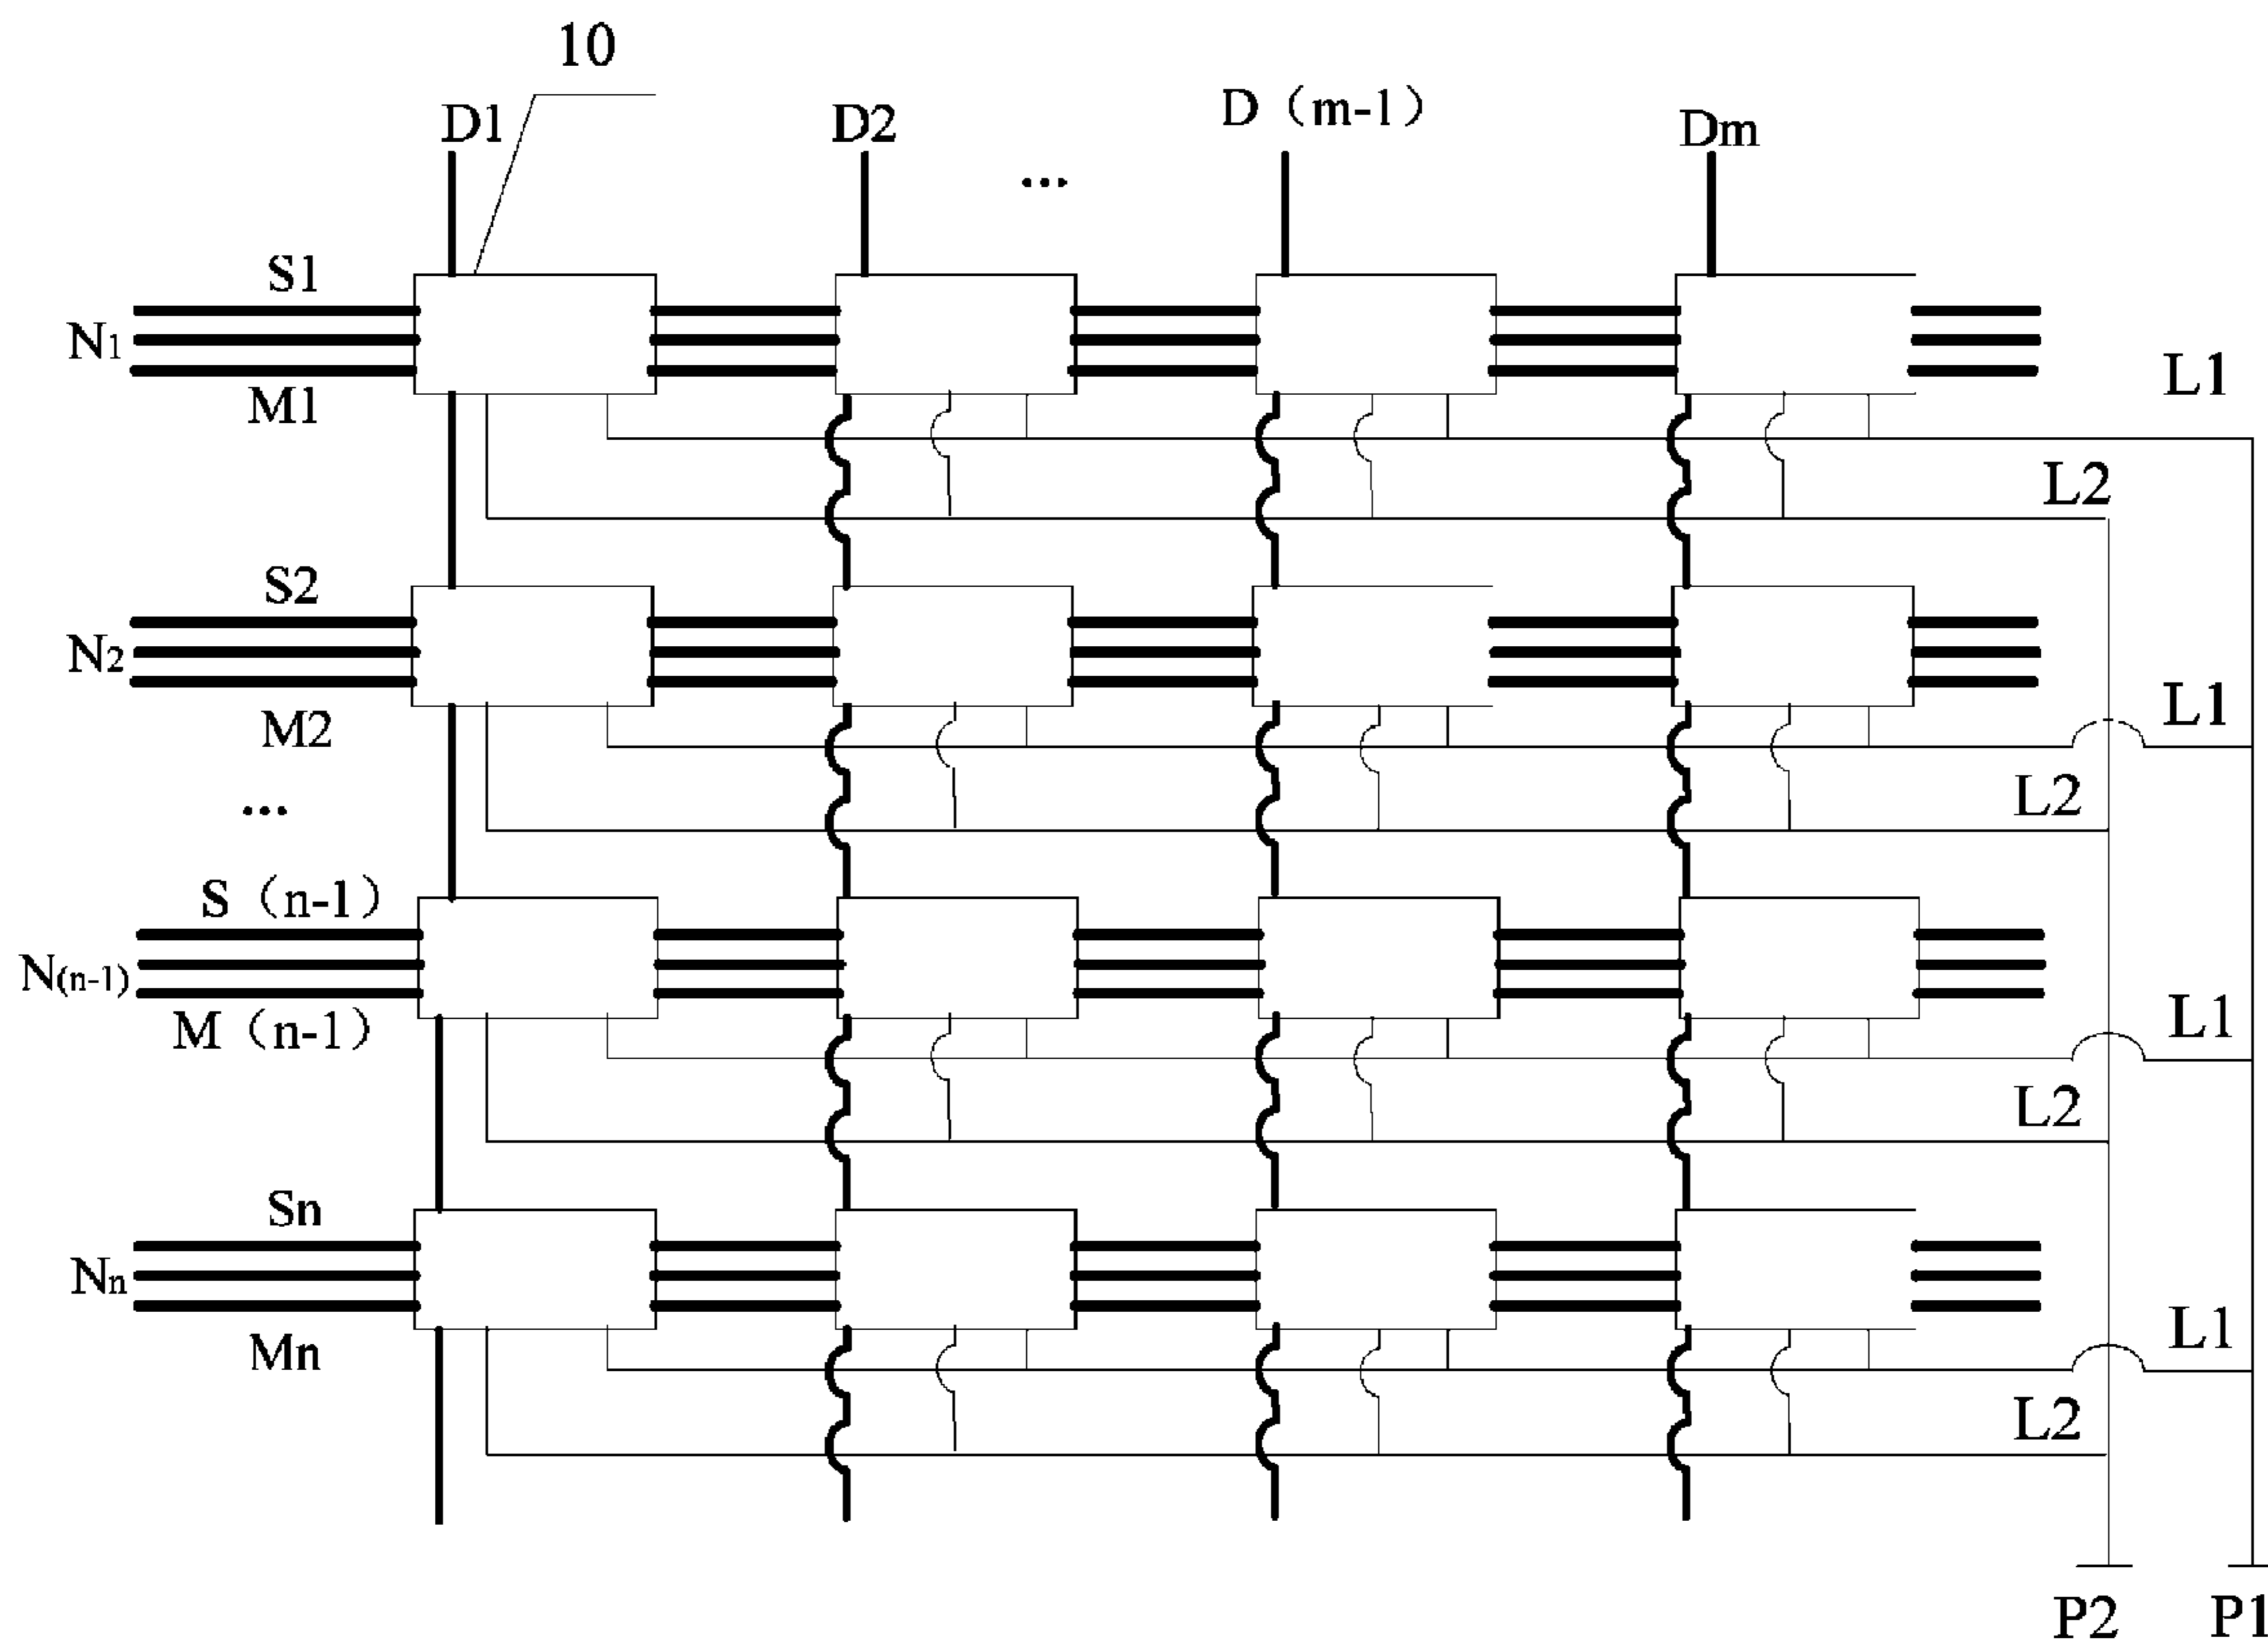 10
D1 D2 ... D（m-1） Dm
S1
N1
M1
L1
L2
S2
N2
M2
L1
L2
...
S（n-1）
N(n-1)
M（n-1）
L1
L2
Sn
Nn
Mn
L1
L2
P2 P1